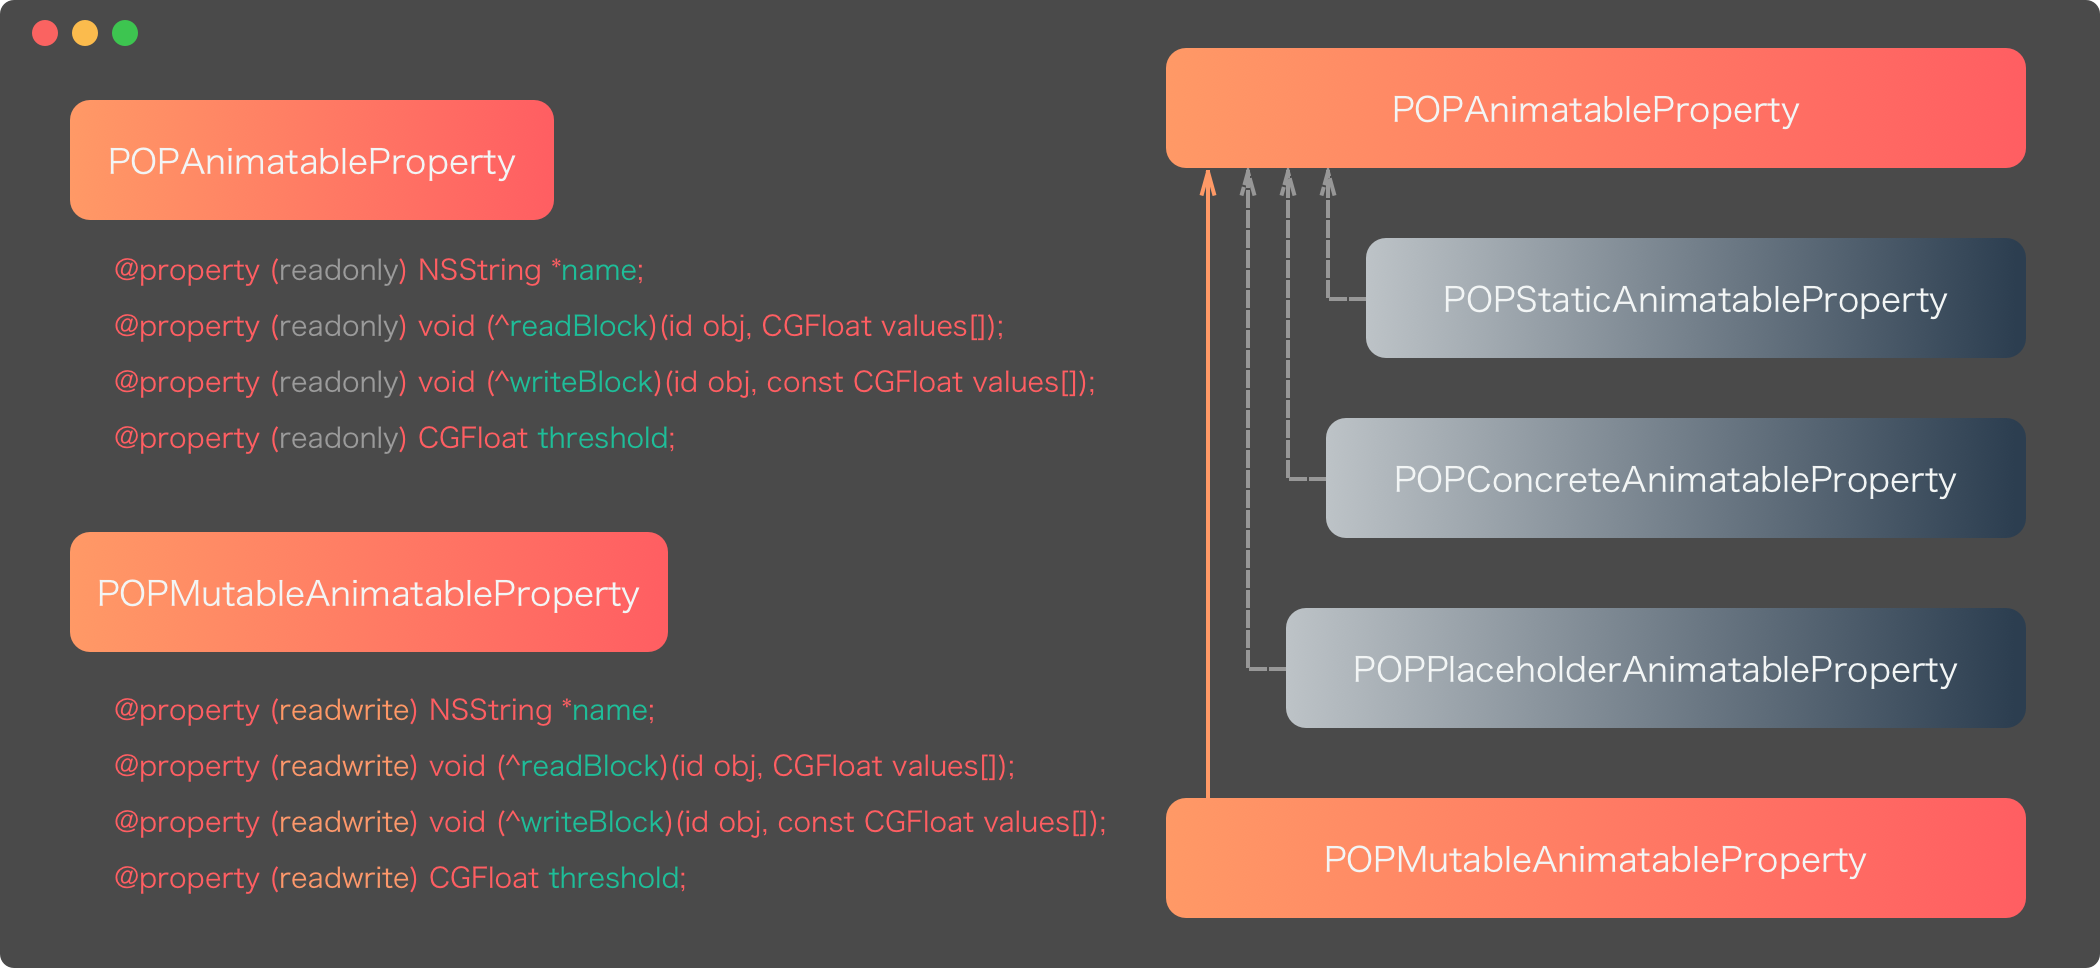 POPAnimatableProperty
@property (readonly) NSString *name;
@property (readonly) void (^readBlock)(id obj, CGFloat values[]);
@property (readonly) void (^writeBlock)(id obj, const CGFloat values[]);
@property (readonly) CGFloat threshold;
POPMutableAnimatableProperty
@property (readwrite) NSString *name;
@property (readwrite) void (^readBlock)(id obj, CGFloat values[]);
@property (readwrite) void (^writeBlock)(id obj, const CGFloat values[]);
@property (readwrite) CGFloat threshold;
POPAnimatableProperty
POPStaticAnimatableProperty
POPConcreteAnimatableProperty
POPPlaceholderAnimatableProperty
POPMutableAnimatableProperty